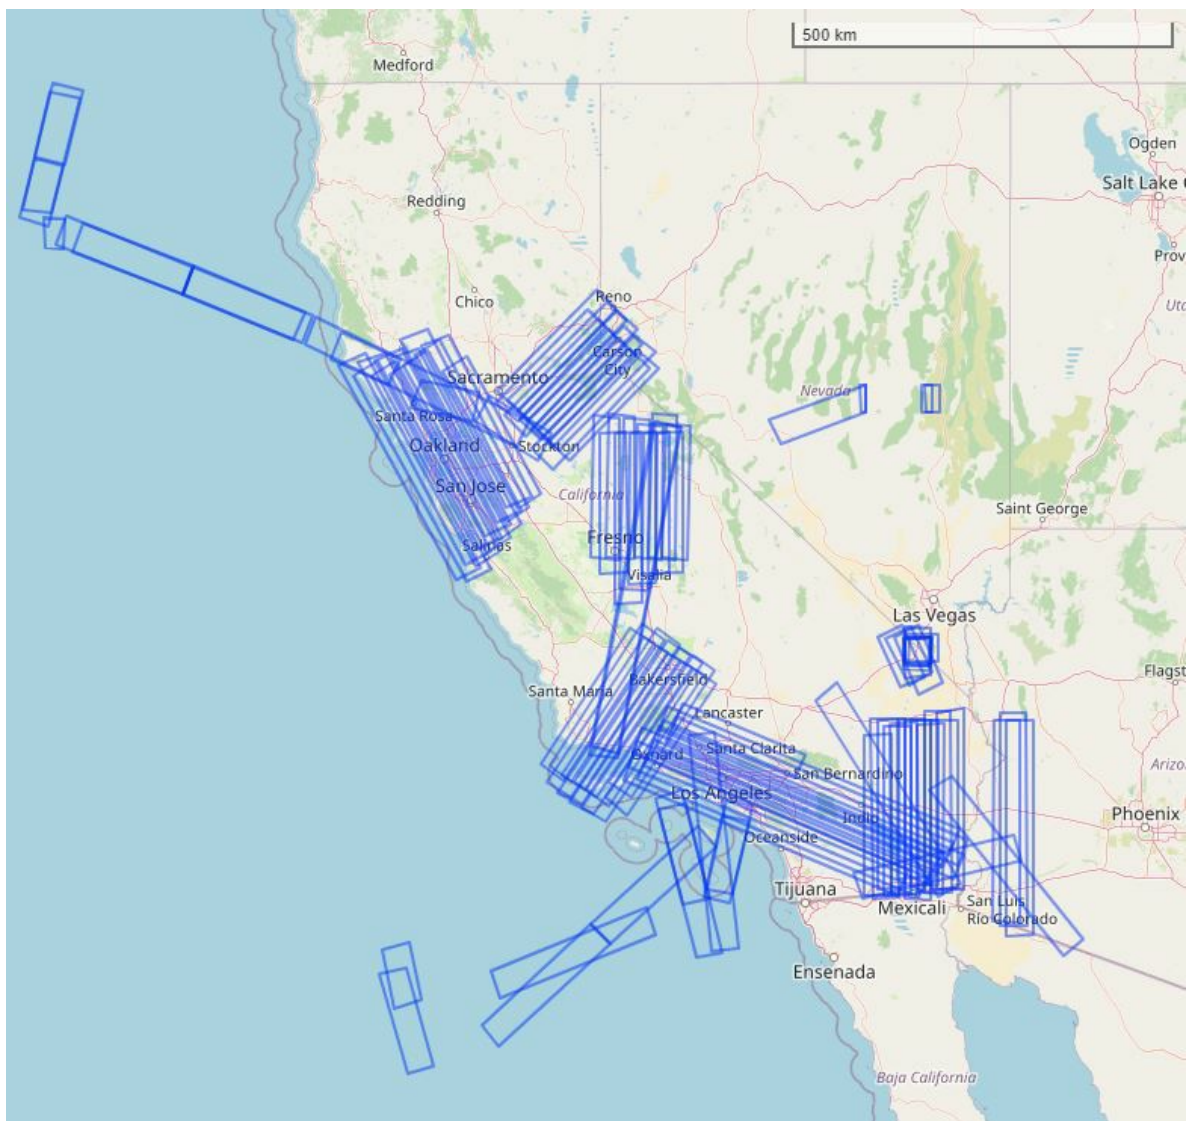 500 km
Medford
Ogden
Salt Lake C
Redding
Prov
Chico
Reno
Uta
Carson
City
Sacramento
Nevada
Santa Rosa
Oakland
Stockton
San Jose
California
Saint George
Fresno
Salinas
Visalia
Las Vegas
Bakersfield
Flagst
Santa Maria
Lancaster
Oxnard
Santa Clarita
Arizo
San Bernardino
Los Angeles
Indio
Phoenix
Oceanside
Tijuana
Mexicali
San Luis
Río Colorado
Ensenada
Baja California